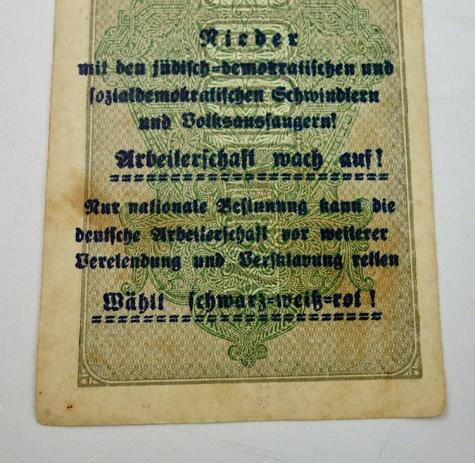 Nieder
mit den jüdisch-demokratischen und
sozialdemokratischen Schwindlern
und Volksaussaugern!
Arbeiterschaft wach auf!
Nur nationale Besinnung kann die
deutsche Arbeiterschaft vor weiterer
Verelendung und Versklavung retten
Wählt schwarz=weiß=rot!